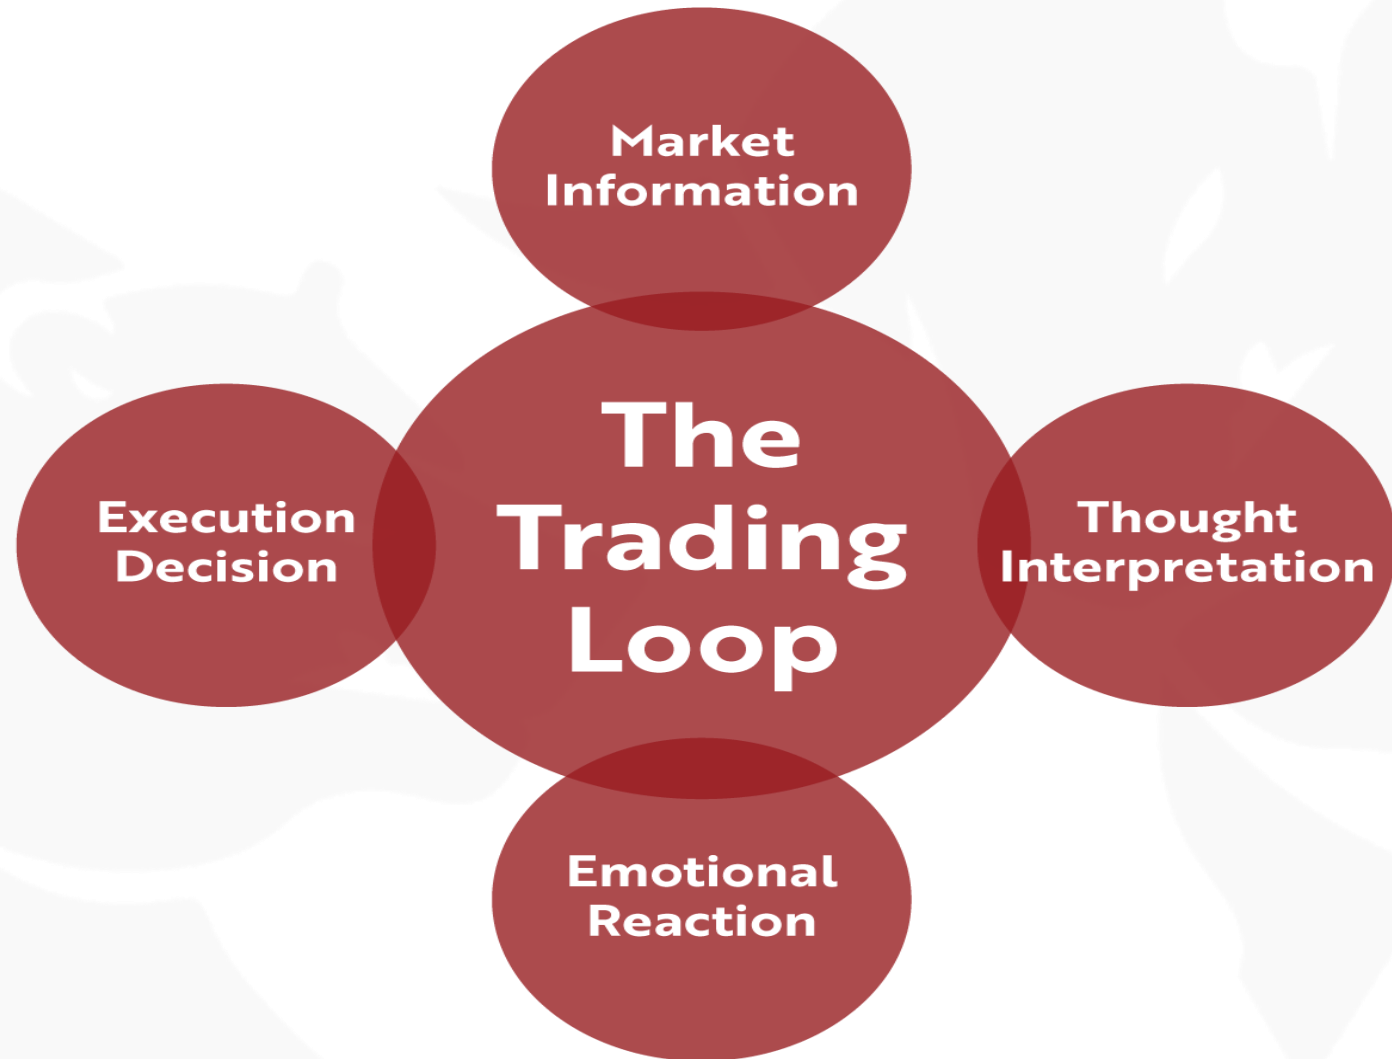 Market
Information
The
Trading
Loop
Execution
Decision
Thought
Interpretation
Emotional
Reaction